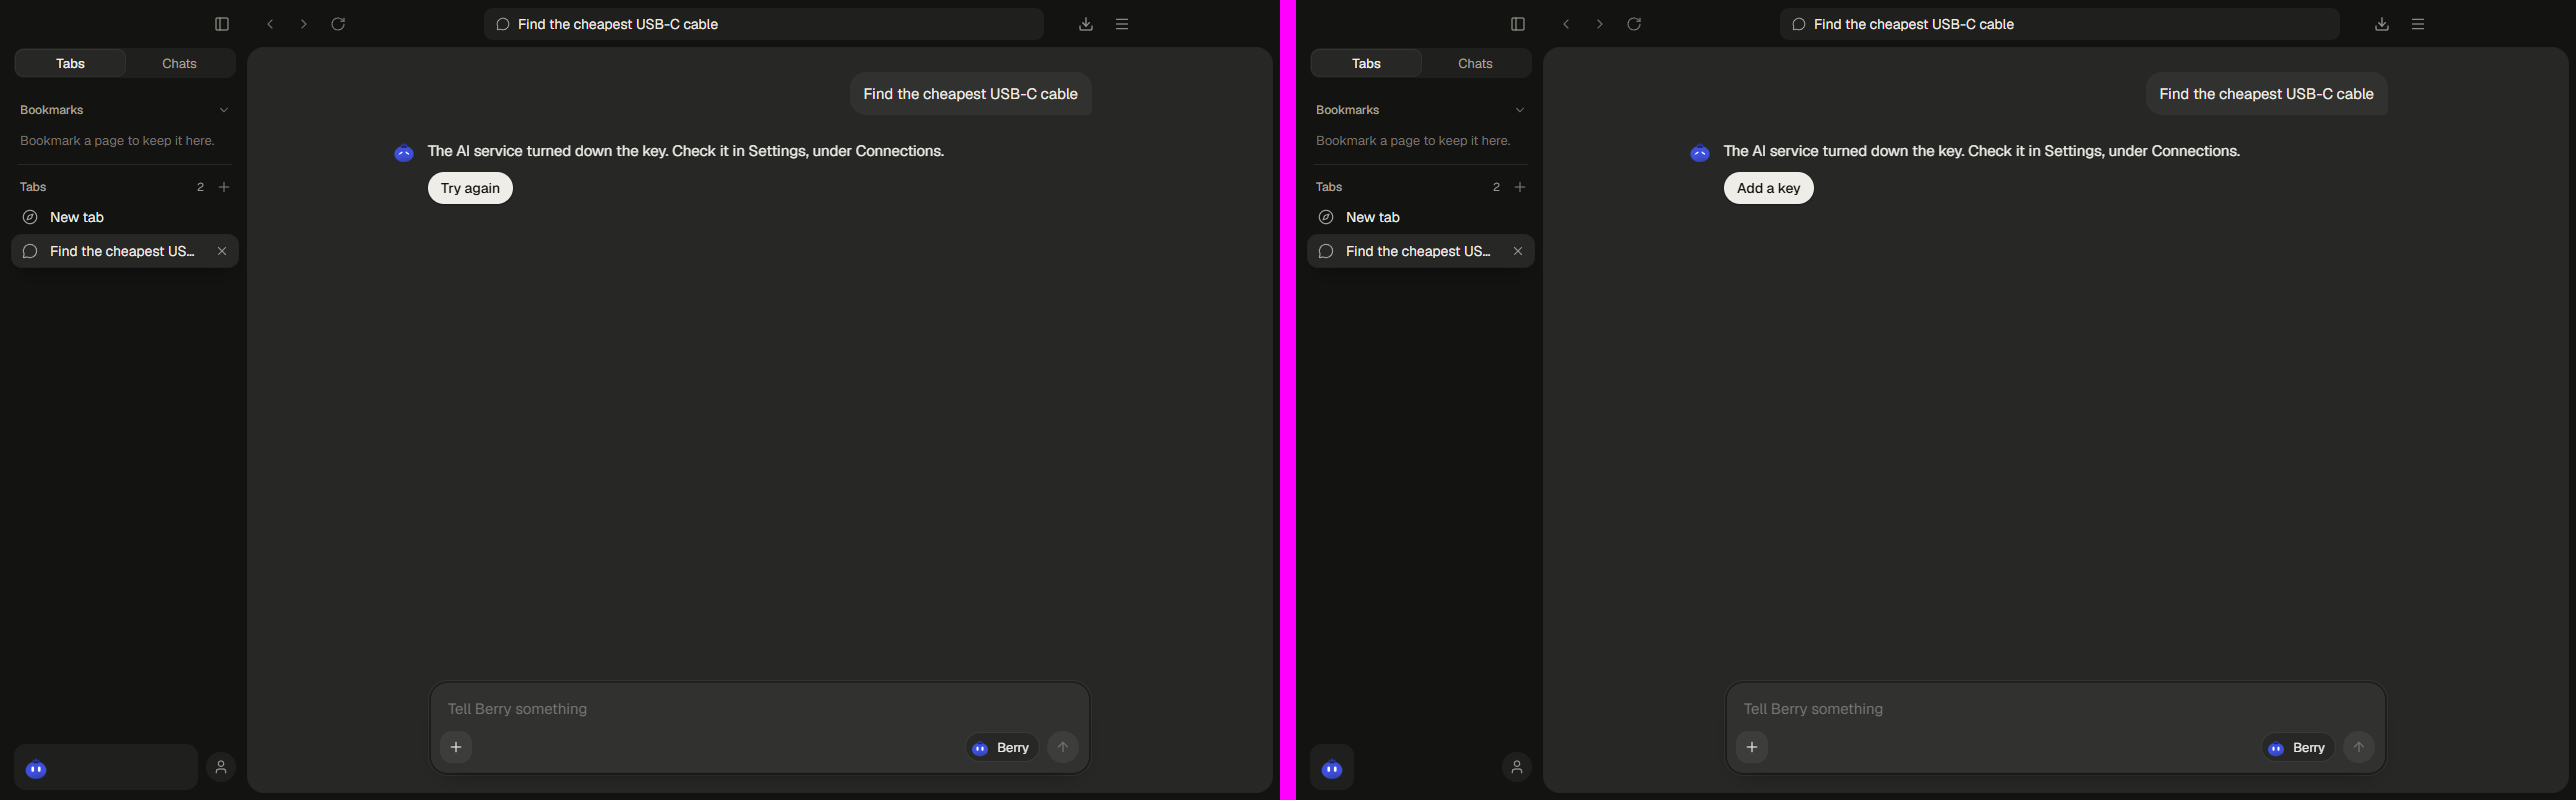 Find the cheapest USB-C cable
Tabs
Chats
Bookmarks
Bookmark a page to keep it here.
Tabs 2
New tab
Find the cheapest US...
Find the cheapest USB-C cable
The AI service turned down the key. Check it in Settings, under Connections.
Try again
Tell Berry something
Berry
Find the cheapest USB-C cable
Tabs
Chats
Bookmarks
Bookmark a page to keep it here.
Tabs 2
New tab
Find the cheapest US...
Find the cheapest USB-C cable
The AI service turned down the key. Check it in Settings, under Connections.
Add a key
Tell Berry something
Berry